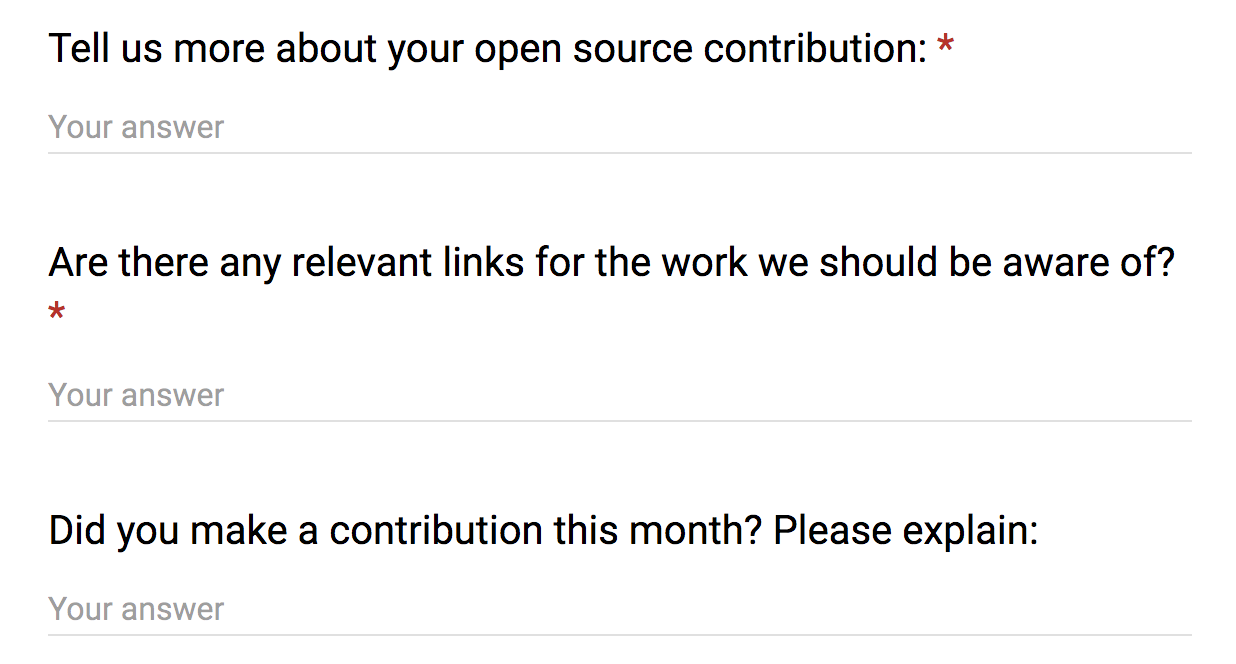 Tell us more about your open source contribution: *
Your answer
Are there any relevant links for the work we should be aware of?
*
Your answer
Did you make a contribution this month? Please explain:
Your answer